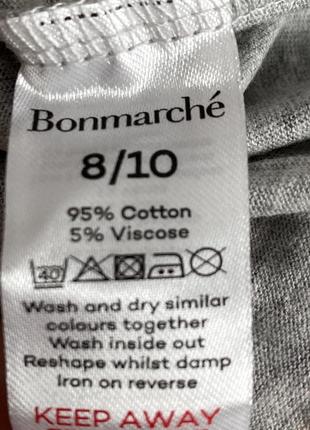 Bonmarché
8/10
95% Cotton
5% Viscose
40
Wash and dry similar
colours together
Wash inside out
Reshape whilst damp
Iron on reverse
KEEP AWAY